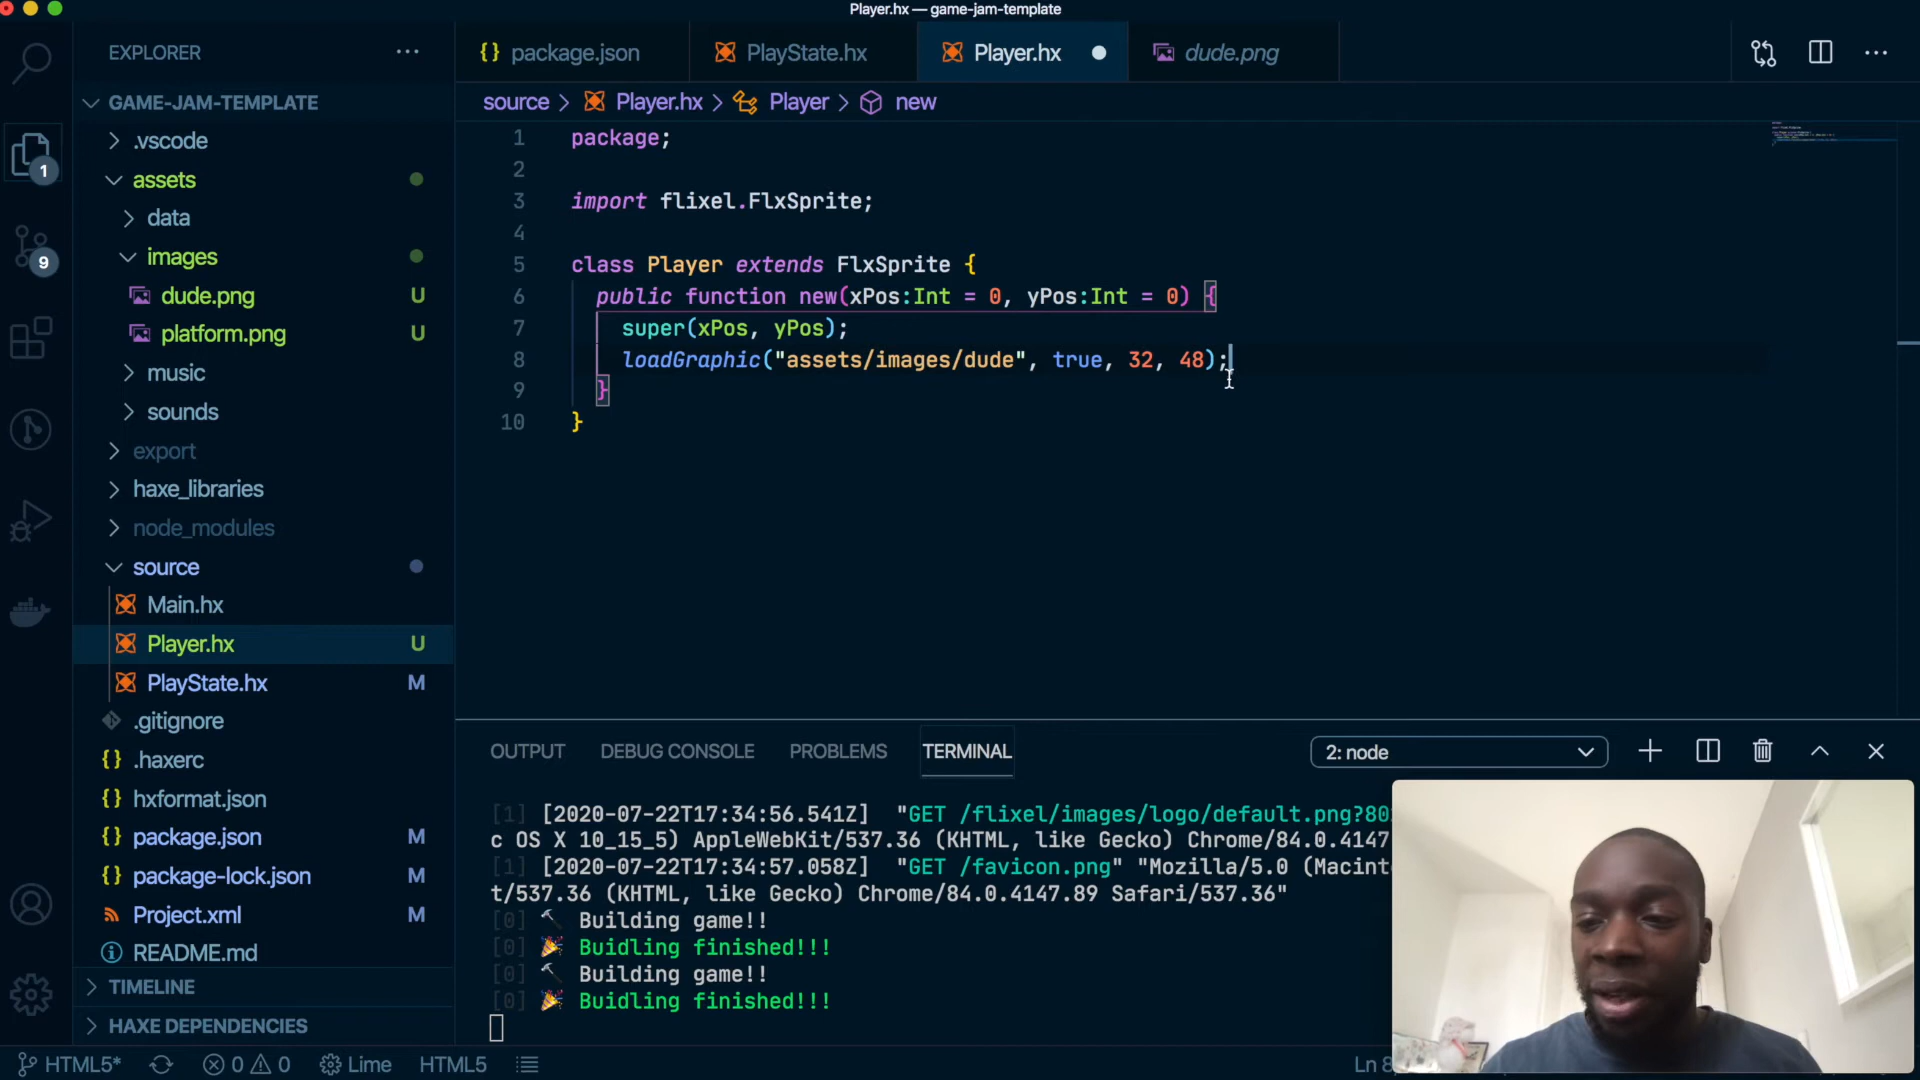 Player.hx — game-jam-template
EXPLORER
package.json
PlayState.hx
Player.hx
dude.png
source > Player.hx > Player > new
GAME-JAM-TEMPLATE
.vscode
assets
data
images
dude.png U
platform.png U
music
sounds
export
haxe_libraries
node_modules
source
Main.hx
Player.hx U
PlayState.hx M
.gitignore
.haxerc
hxformat.json
package.json M
package-lock.json M
Project.xml M
README.md
TIMELINE
HAXE DEPENDENCIES
1
9
1 package;
2
3 import flixel.FlxSprite;
4
5 class Player extends FlxSprite {
6 public function new(xPos:Int = 0, yPos:Int = 0) {
7 super(xPos, yPos);
8 loadGraphic("assets/images/dude", true, 32, 48);
9 }
10 }
OUTPUT DEBUG CONSOLE PROBLEMS TERMINAL 2: node
[1] [2020-07-22T17:34:56.541Z] "GET /flixel/images/logo/default.png?80
c OS X 10_15_5) AppleWebKit/537.36 (KHTML, like Gecko) Chrome/84.0.4147
[1] [2020-07-22T17:34:57.058Z] "GET /favicon.png" "Mozilla/5.0 (Macint
t/537.36 (KHTML, like Gecko) Chrome/84.0.4147.89 Safari/537.36"
[0] 🔨 Building game!!
[0] 🎉 Buidling finished!!!
[0] 🔨 Building game!!
[0] 🎉 Buidling finished!!!
HTML5* 0 0 Lime HTML5 Ln 8